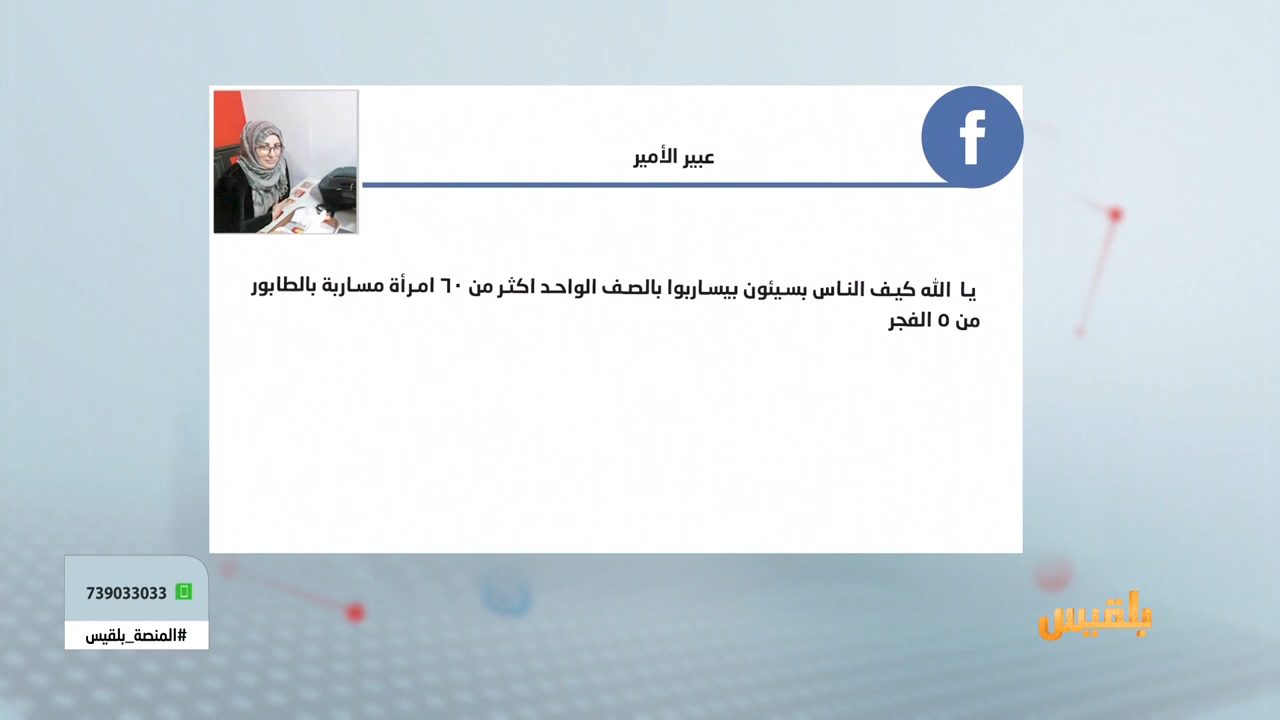 عبير الأمير
يا الله كيف الناس بسيئون بيساربوا بالصف الواحد اكثر من ٦٠ امرأة مساربة بالطابور
من ٥ الفجر
739033033
#المنصة_بلقيس
بلقيس